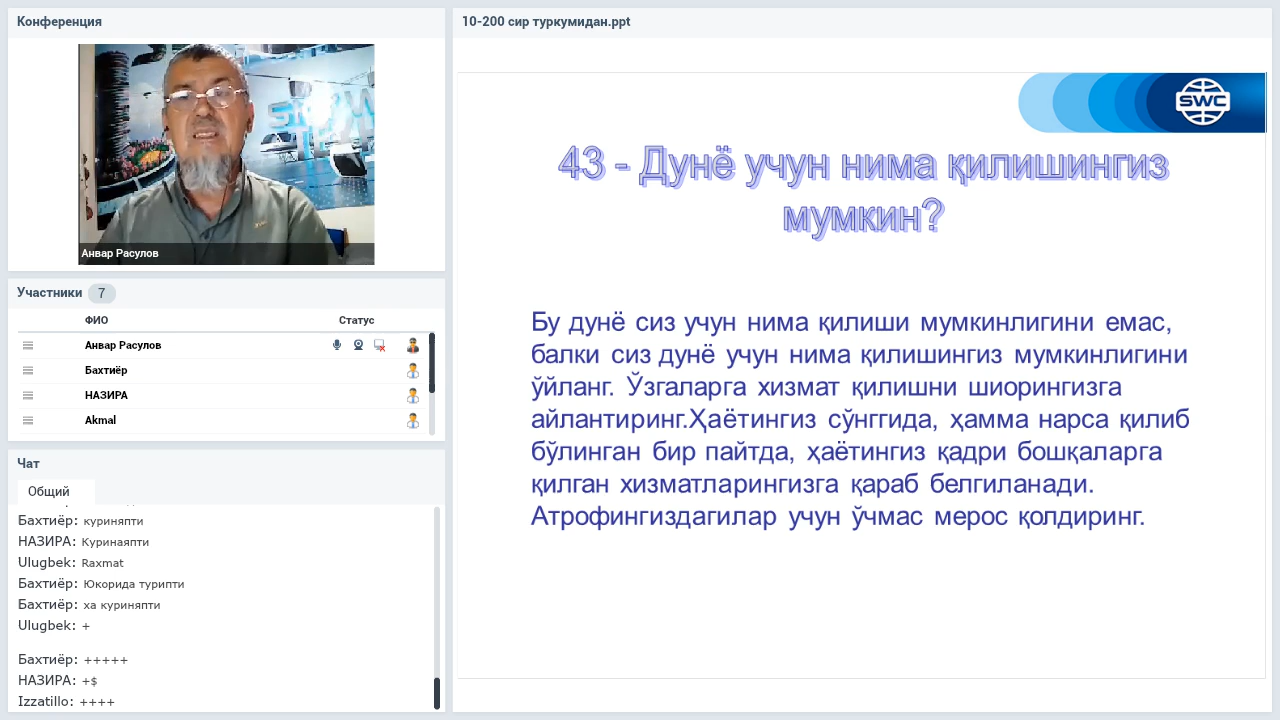 Конференция
Анвар Расулов
Участники 7
ФИО Статус
Анвар Расулов
Бахтиёр
НАЗИРА
Akmal
Чат
Общий
Бахтиёр: куриняпти
НАЗИРА: Куринаяпти
Ulugbek: Raxmat
Бахтиёр: Юкорида турипти
Бахтиёр: ха куриняпти
Ulugbek: +
Бахтиёр: +++++
НАЗИРА: +$
Izzatillo: ++++
10-200 сир туркумидан.ppt
SWC
43 - Дунё учун нима қилишингиз
мумкин?
Бу дунё сиз учун нима қилиши мумкинлигини емас,
балки сиз дунё учун нима қилишингиз мумкинлигини
ўйланг. Ўзгаларга хизмат қилишни шиорингизга
айлантиринг.Ҳаётингиз сўнггида, ҳамма нарса қилиб
бўлинган бир пайтда, ҳаётингиз қадри бошқаларга
қилган хизматларингизга қараб белгиланади.
Атрофингиздагилар учун ўчмас мерос қолдиринг.